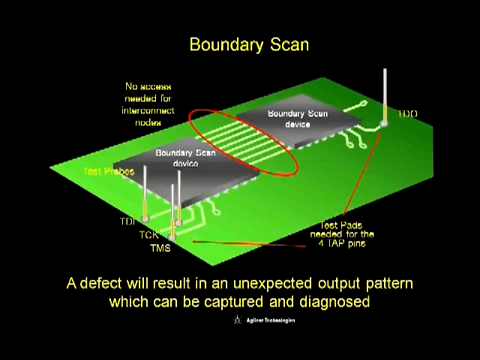 Boundary Scan
No access
needed for
interconnect
nodes
Boundary Scan
device
TDO
Boundary Scan
device
Test Probes
TDI
TCK
TMS
Test Pads
needed for the
4 TAP pins
A defect will result in an unexpected output pattern
which can be captured and diagnosed
Agilent Technologies